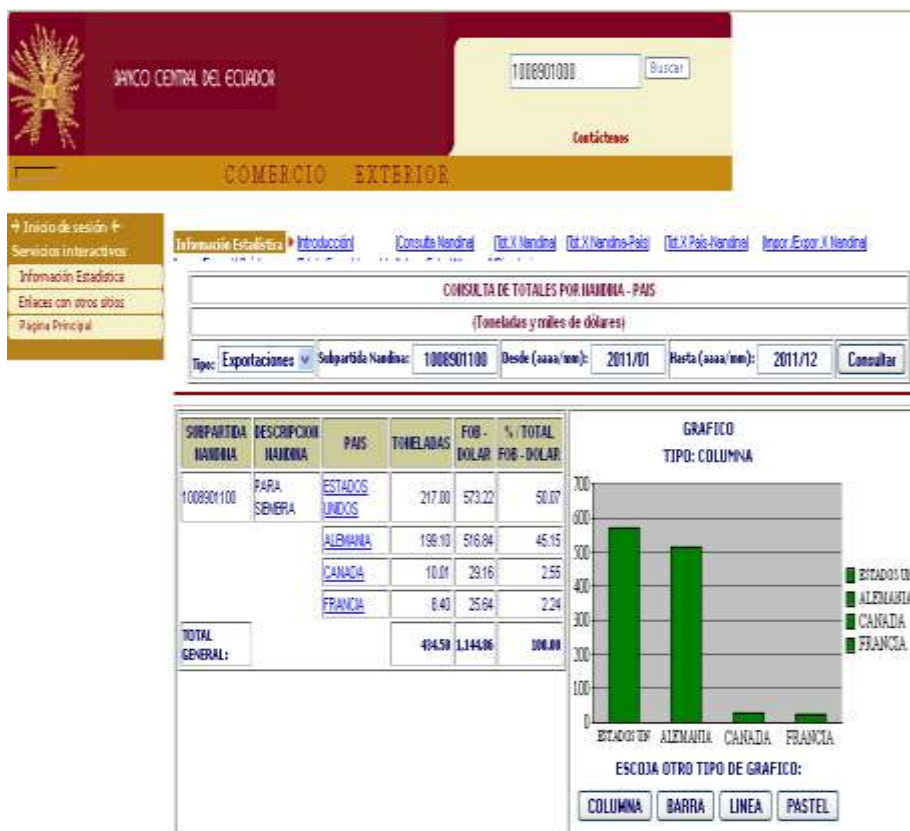 BANCO CENTRAL DEL ECUADOR
1008901000
Buscar
Contáctenos
COMERCIO EXTERIOR
Inicio de sesión
Servicios interactivos
Información Estadística
Enlaces con otros sitios
Pagina Principal
Información Estadística Introducción| |Consulta Nandina| |Tot.X Nandina| |Tot.X Nandina-País| |Tot.X País-Nandina| |Impor./Expor.X Nandina|
CONSULTA DE TOTALES POR NANDINA - PAIS
(Toneladas y miles de dólares)
Tipo: Exportaciones Subpartida Nandina: 1008901100 Desde (aaaa/mm): 2011/01 Hasta (aaaa/mm): 2011/12 Consultar
SUBPARTIDA NANDINA DESCRIPCION NANDINA PAIS TONELADAS FOB - DOLAR % / TOTAL FOB - DOLAR
1008901100 PARA SIEMBRA ESTADOS UNIDOS 217.00 573.22 50.07
ALEMANIA 199.10 516.84 45.15
CANADA 10.01 29.16 2.55
FRANCIA 8.40 25.64 2.24
TOTAL GENERAL: 434.50 1,144.86 100.00
GRAFICO
TIPO: COLUMNA
700
600
500
400
300
200
100
0
ESTADOS UN ALEMANIA CANADA FRANCIA
ESTADOS UN
ALEMANIA
CANADA
FRANCIA
ESCOJA OTRO TIPO DE GRAFICO:
COLUMNA BARRA LINEA PASTEL